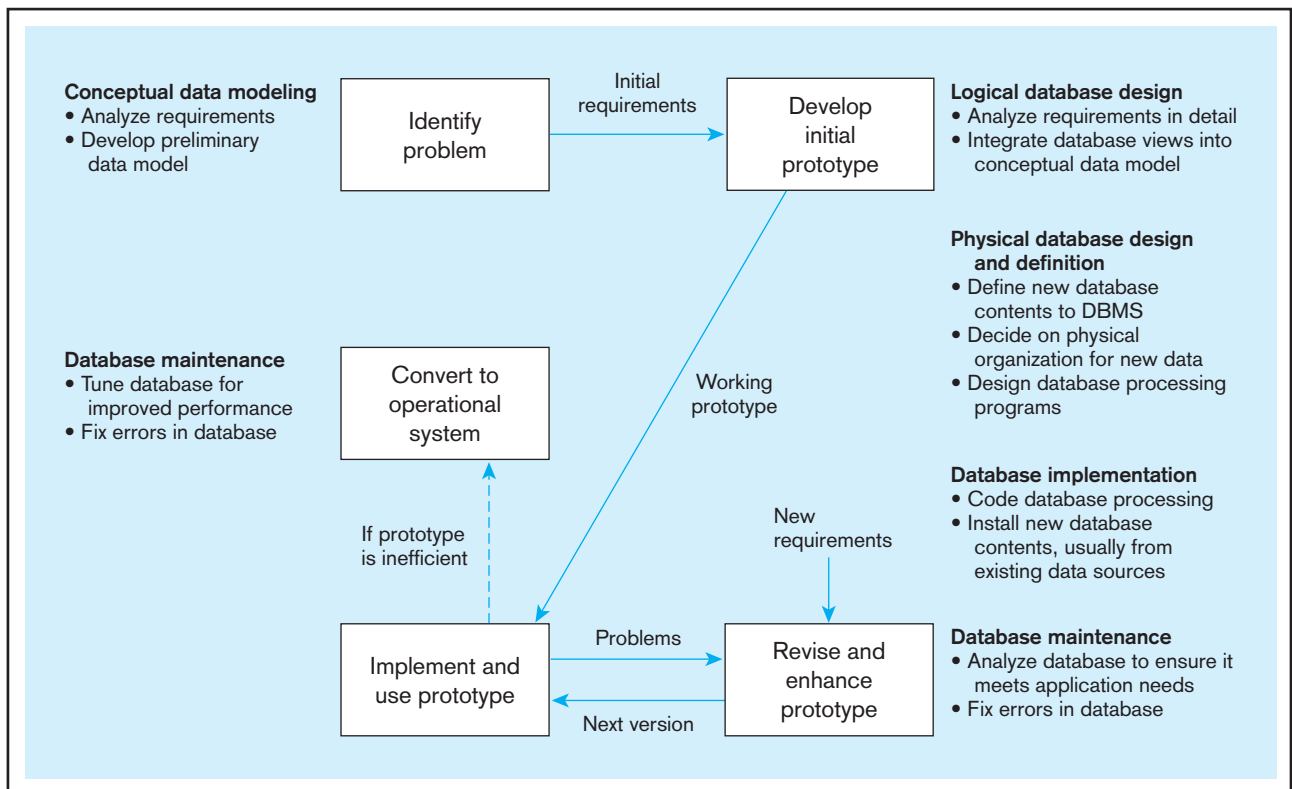 Conceptual data modeling
• Analyze requirements
• Develop preliminary
data model
Identify
problem
Initial
requirements
Develop
initial
prototype
Logical database design
• Analyze requirements in detail
• Integrate database views into
conceptual data model
Physical database design
and definition
• Define new database
contents to DBMS
• Decide on physical
organization for new data
• Design database processing
programs
Database maintenance
• Tune database for
improved performance
• Fix errors in database
Convert to
operational
system
Working
prototype
Database implementation
• Code database processing
• Install new database
contents, usually from
existing data sources
If prototype
is inefficient
New
requirements
Implement and
use prototype
Problems
Next version
Revise and
enhance
prototype
Database maintenance
• Analyze database to ensure it
meets application needs
• Fix errors in database